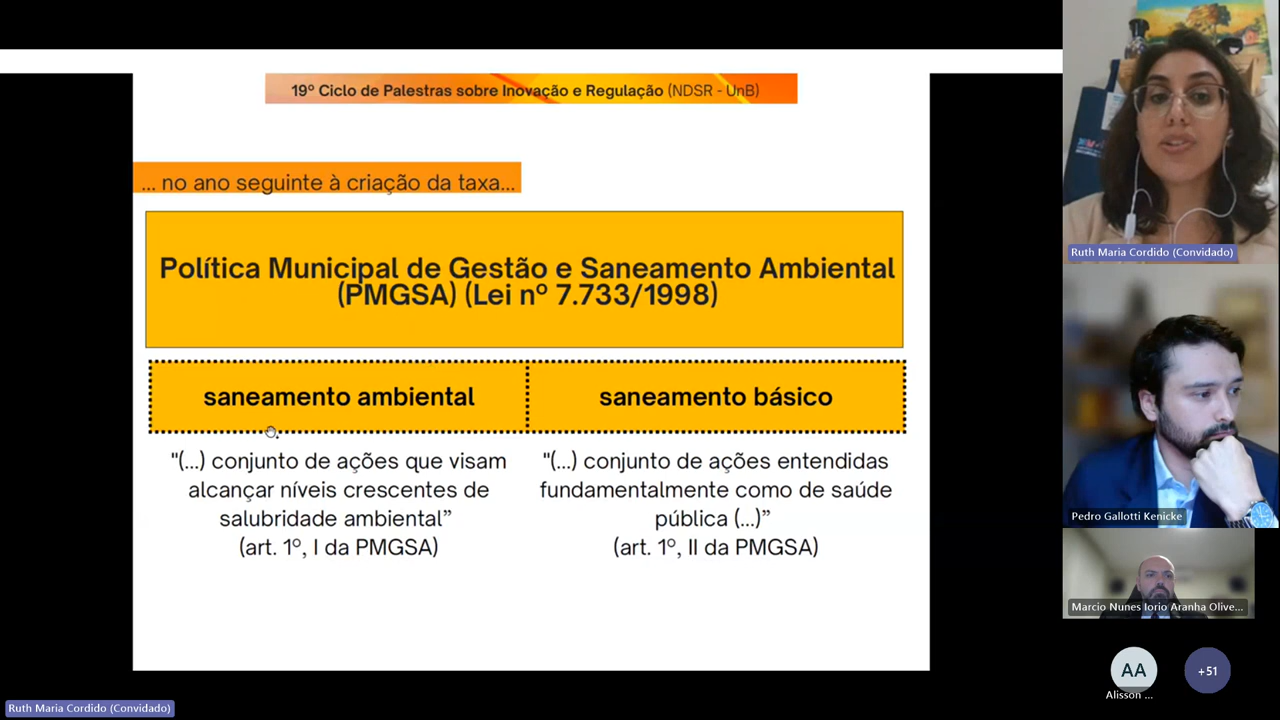 19º Ciclo de Palestras sobre Inovação e Regulação (NDSR - UnB)
... no ano seguinte à criação da taxa...
Política Municipal de Gestão e Saneamento Ambiental
(PMGSA) (Lei nº 7.733/1998)
saneamento ambiental
saneamento básico
"(...) conjunto de ações que visam
alcançar níveis crescentes de
salubridade ambiental”
(art. 1º, I da PMGSA)
"(...) conjunto de ações entendidas
fundamentalmente como de saúde
pública (...)”
(art. 1º, II da PMGSA)
Ruth Maria Cordido (Convidado)
Pedro Gallotti Kenicke
Marcio Nunes Iorio Aranha Olive...
AA
+51
Alisson ...
Ruth Maria Cordido (Convidado)